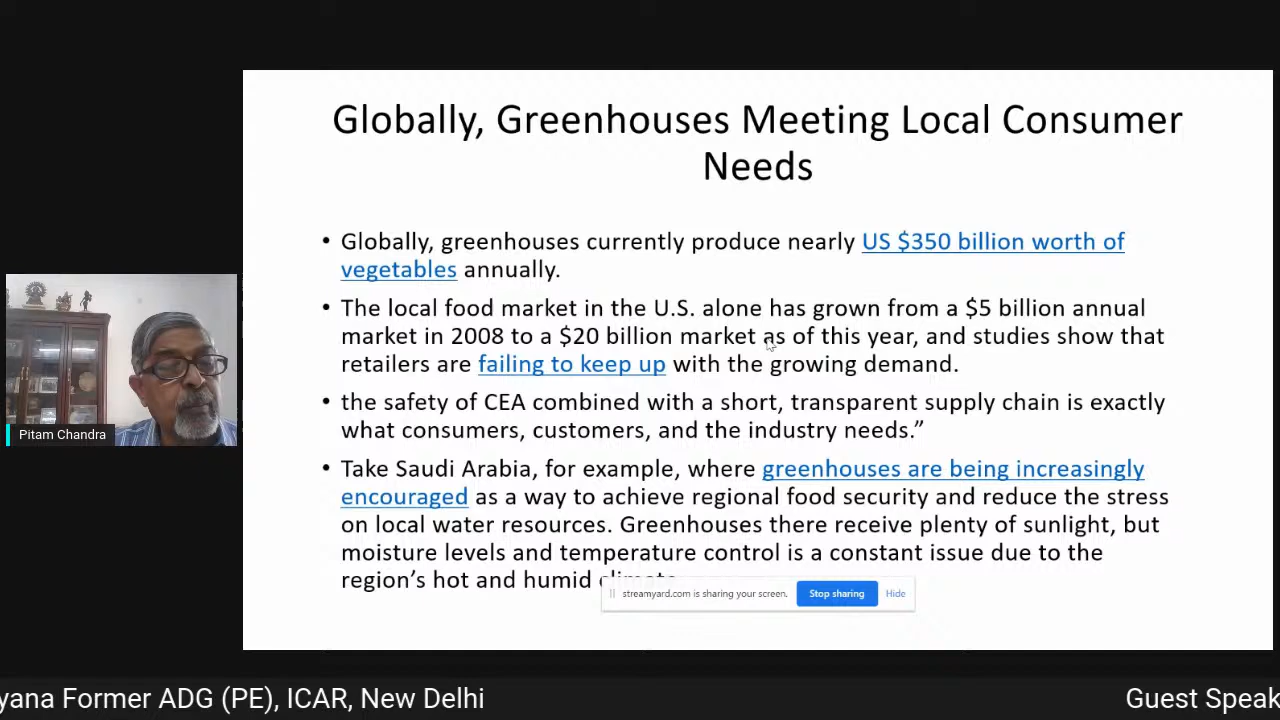 Globally, Greenhouses Meeting Local Consumer
Needs
• Globally, greenhouses currently produce nearly US $350 billion worth of
vegetables annually.
• The local food market in the U.S. alone has grown from a $5 billion annual
market in 2008 to a $20 billion market as of this year, and studies show that
retailers are failing to keep up with the growing demand.
• the safety of CEA combined with a short, transparent supply chain is exactly
what consumers, customers, and the industry needs.”
• Take Saudi Arabia, for example, where greenhouses are being increasingly
encouraged as a way to achieve regional food security and reduce the stress
on local water resources. Greenhouses there receive plenty of sunlight, but
moisture levels and temperature control is a constant issue due to the
region’s hot and humid
streamyard.com is sharing your screen. Stop sharing Hide
Pitam Chandra
yana Former ADG (PE), ICAR, New Delhi
Guest Speak